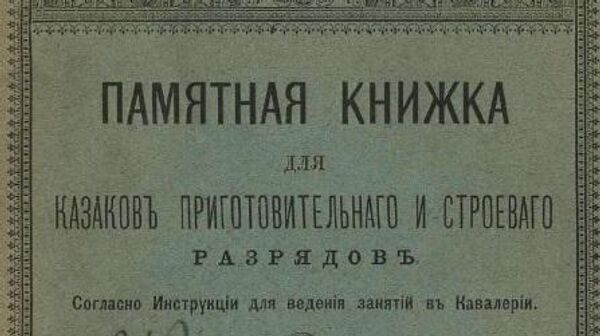 ПАМЯТНАЯ КНИЖКА
ДЛЯ
КАЗАКОВЪ ПРИГОТОВИТЕЛЬНАГО И СТРОЕВАГО
РАЗРЯДОВЪ.
Согласно Инструкціи для веденія занятій въ Кавалеріи.